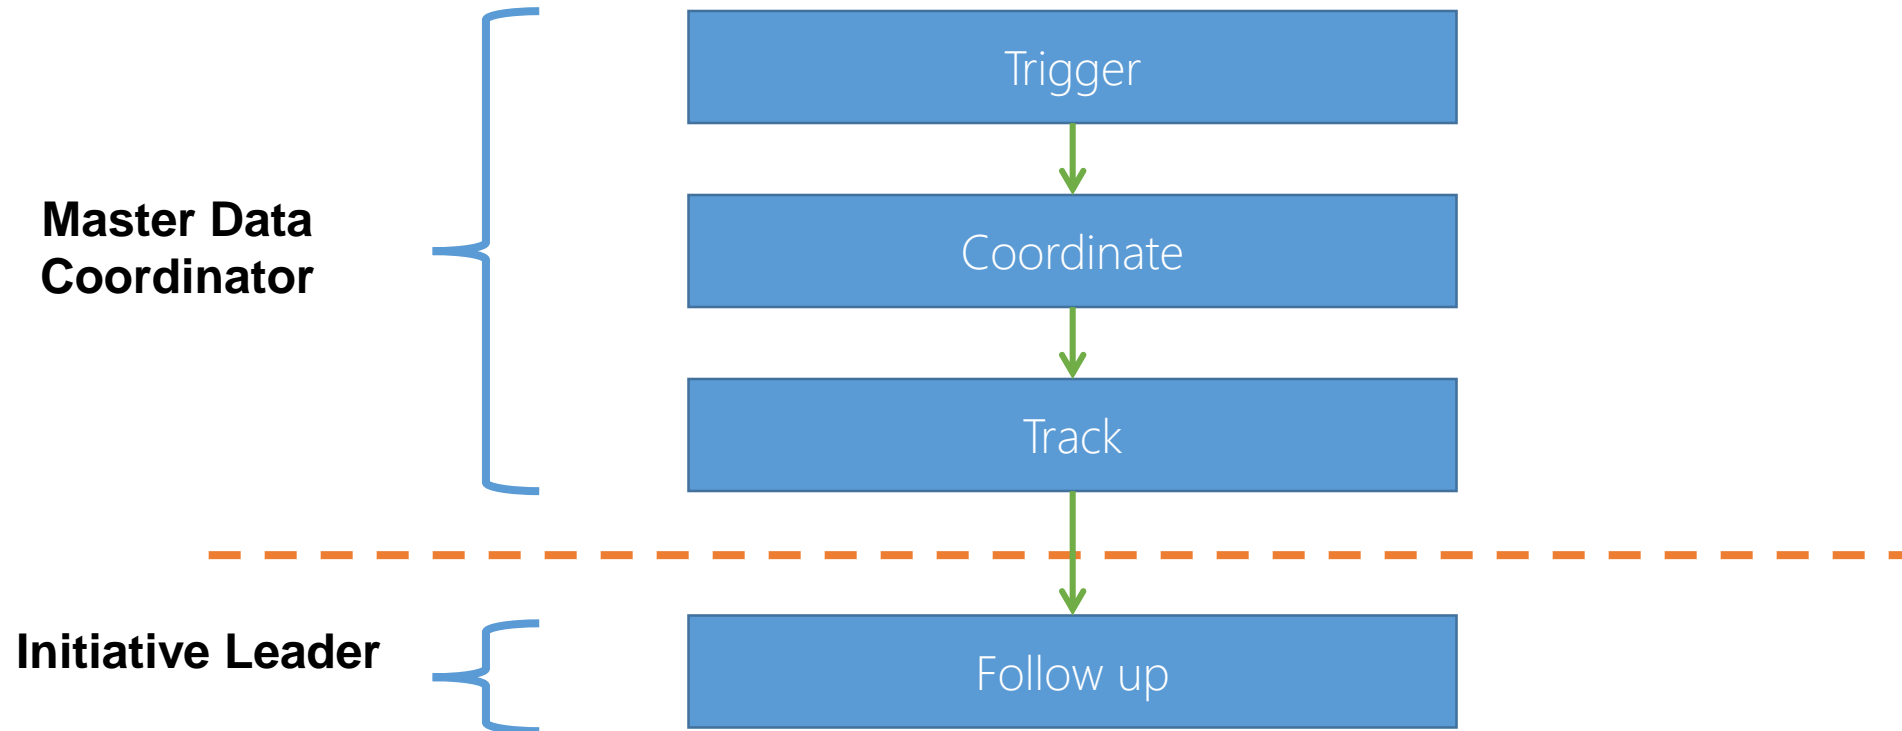 Trigger
Master Data
Coordinator
Coordinate
Track
Initiative Leader
Follow up